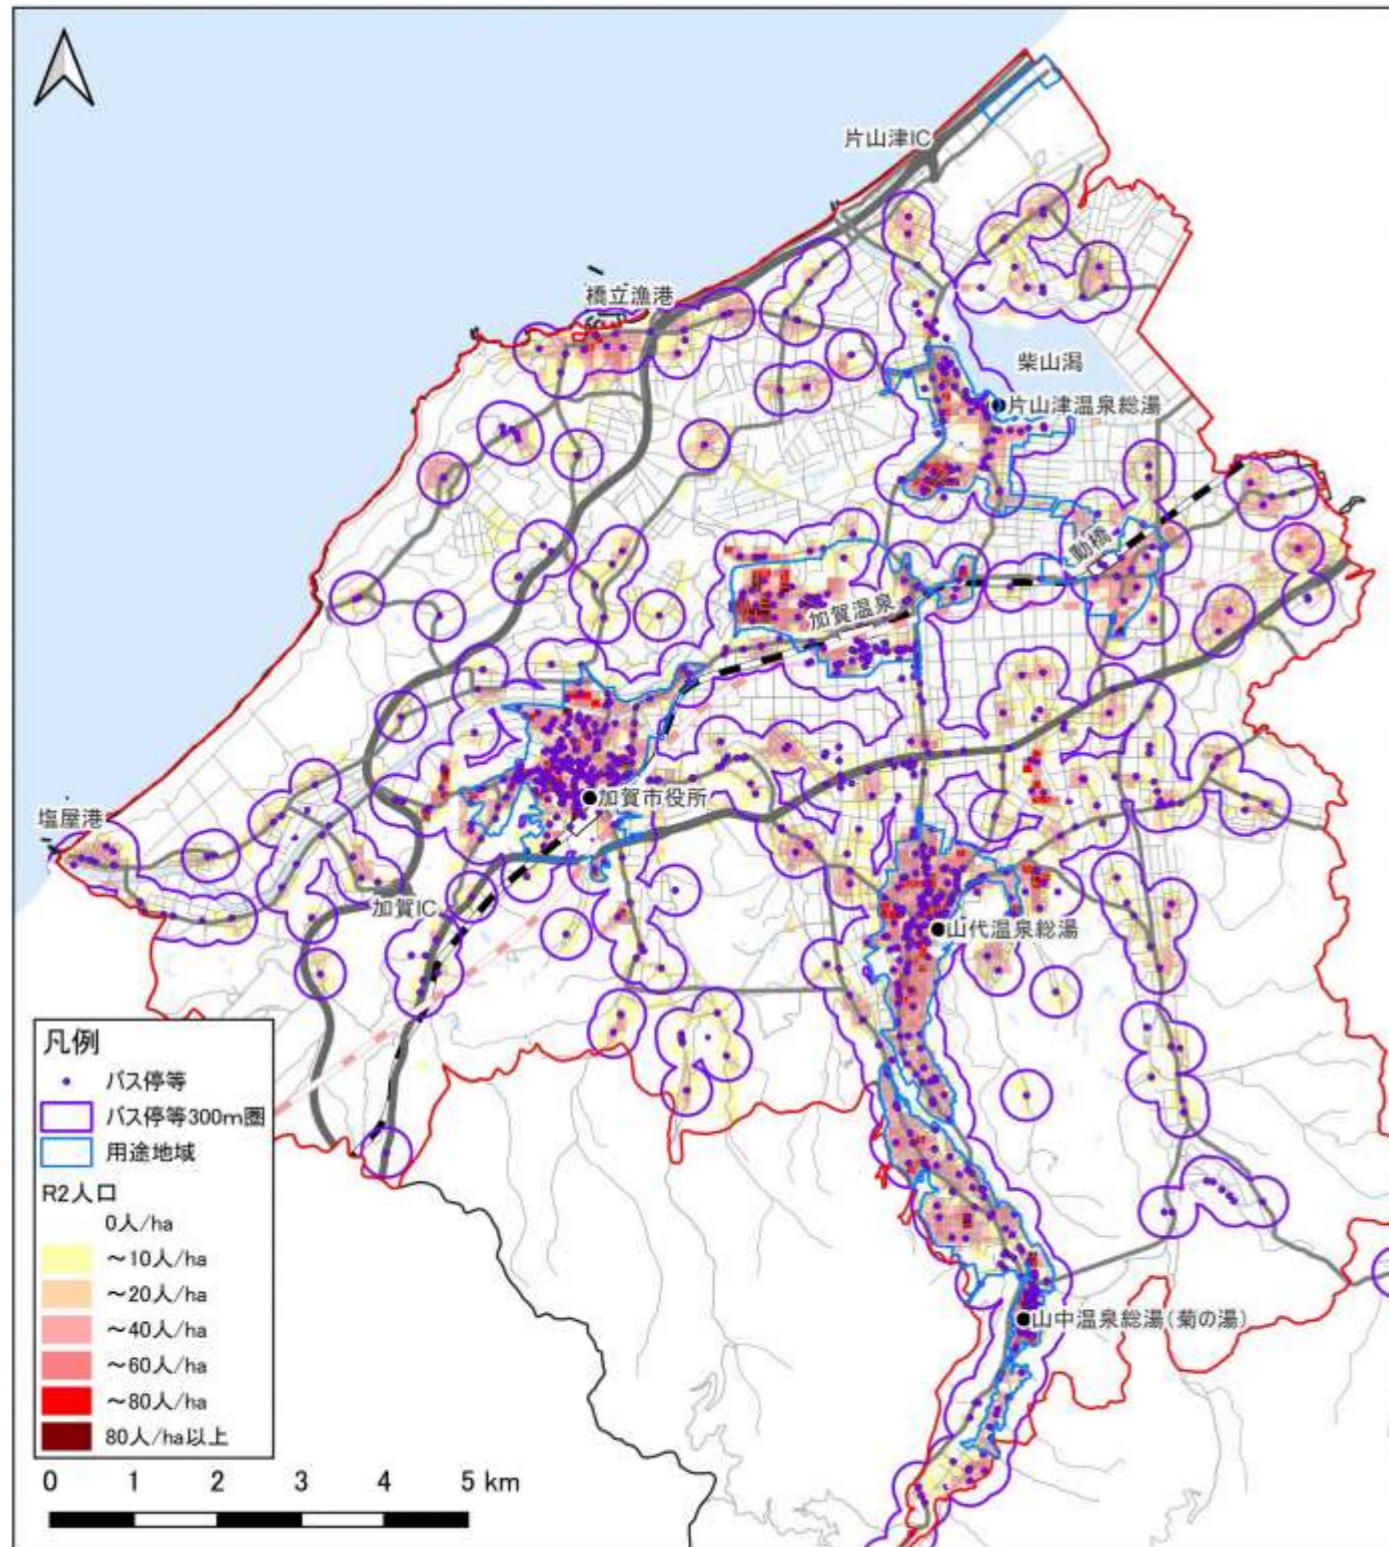 片山津IC
橋立漁港
柴山潟
片山津温泉総湯
動橋
加賀温泉
加賀市役所
塩屋港
加賀IC
山代温泉総湯
山中温泉総湯(菊の湯)
凡例
バス停等
バス停等300m圏
用途地域
R2人口
0人/ha
～10人/ha
～20人/ha
～40人/ha
～60人/ha
～80人/ha
80人/ha以上
0 1 2 3 4 5 km